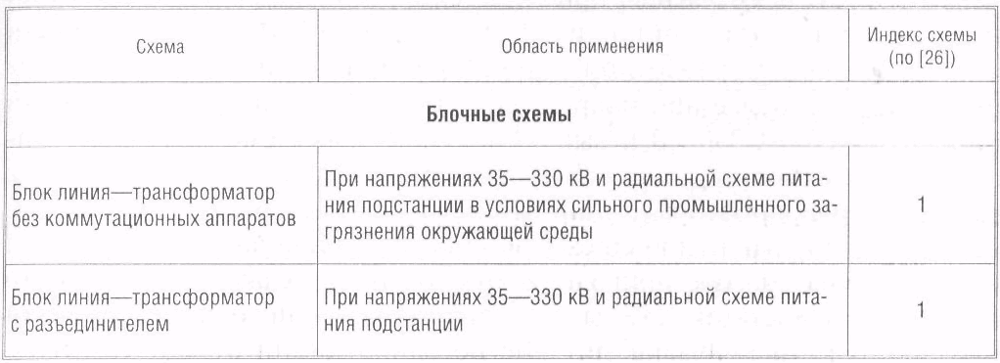 Схема
Область применения
Индекс схемы
(по [26])
Блочные схемы
Блок линия—трансформатор
без коммутационных аппаратов
При напряжениях 35—330 кВ и радиальной схеме пита-
ния подстанции в условиях сильного промышленного за-
грязнения окружающей среды
1
Блок линия—трансформатор
с разъединителем
При напряжениях 35—330 кВ и радиальной схеме пита-
ния подстанции
1